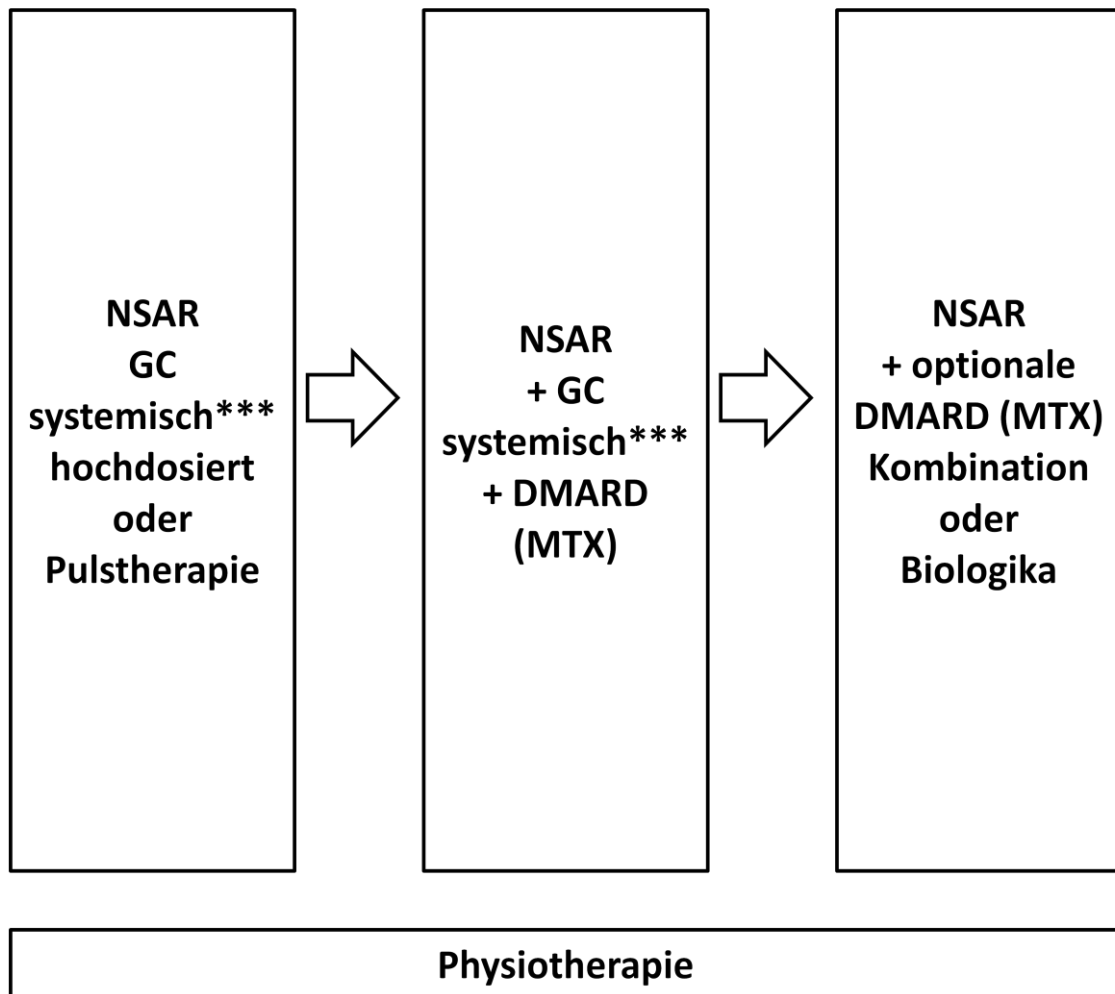 NSAR
GC
systemisch***
hochdosiert
oder
Pulstherapie
NSAR
+ GC
systemisch***
+ DMARD
(MTX)
NSAR
+ optionale
DMARD (MTX)
Kombination
oder
Biologika
Physiotherapie